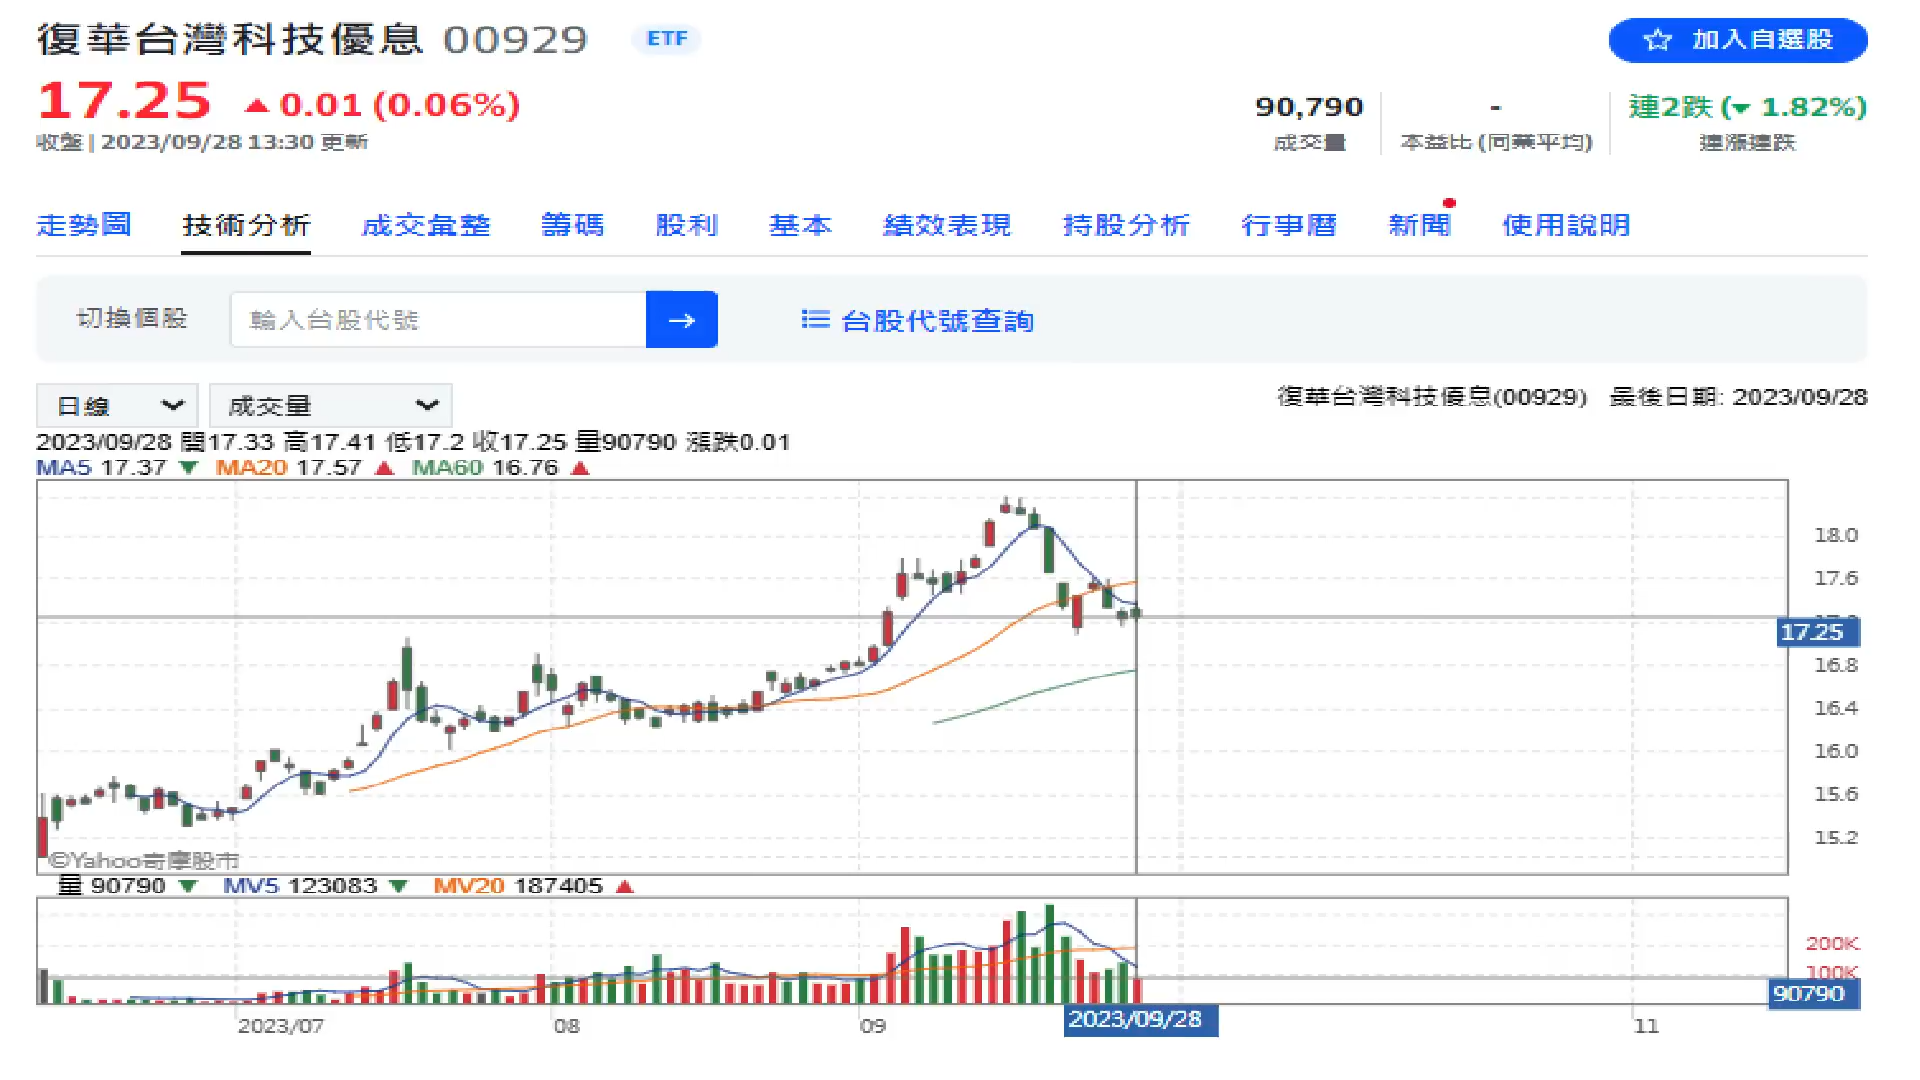 復華台灣科技優息 00929 ETF
加入自選股
17.25 ▲ 0.01 (0.06%)
收盤 | 2023/09/28 13:30 更新
90,790
成交量
-
本益比 (同業平均)
連2跌 (▼ 1.82%)
連漲連跌
走勢圖 技術分析 成交彙整 籌碼 股利 基本 績效表現 持股分析 行事曆 新聞 使用說明
切換個股 輸入台股代號 → 台股代號查詢
日線 成交量
復華台灣科技優息(00929) 最後日期: 2023/09/28
2023/09/28 開17.33 高17.41 低17.2 收17.25 量90790 漲跌0.01
MA5 17.37 ▼ MA20 17.57 ▲ MA60 16.76 ▲
18.0
17.6
17.25
16.8
16.4
16.0
15.6
15.2
©Yahoo奇摩股市
量 90790 ▼ MV5 123083 ▼ MV20 187405 ▲
200K
100K
90790
2023/07 08 09 2023/09/28 11